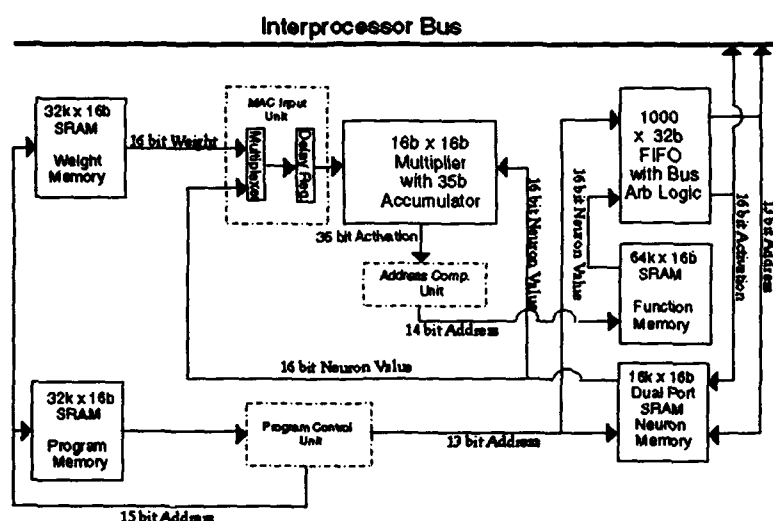 Interprocessor Bus
32k x 16b
SRAM
Weight
Memory
16 bit Weight
MAC Input
Unit
Multiplexer
Delay Reg.
16b x 16b
Multiplier
with 35b
Accumulator
16 bit Neuron Value
36 bit Activation
Address Comp.
Unit
14 bit Address
16 bit Neuron Value
1000
x 32b
FIFO
with Bus
Arb Logic
64k x 16b
SRAM
Function
Memory
16 bit Activation
13 bit Address
16 bit Neuron Value
16k x 16b
Dual Port
SRAM
Neuron
Memory
32k x 16b
SRAM
Program
Memory
Program Control
Unit
13 bit Address
15 bit Address